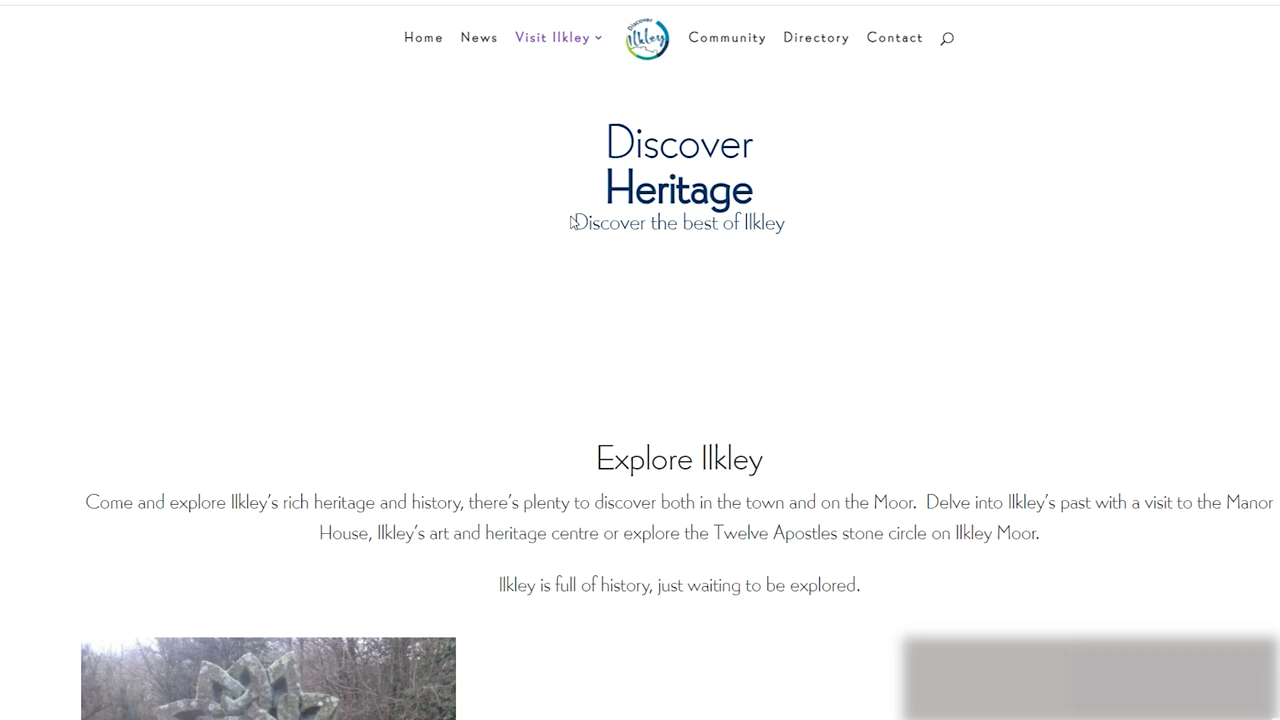 Home News Visit Ilkley Discover Ilkley Community Directory Contact
Discover
Heritage
Discover the best of Ilkley
Explore Ilkley
Come and explore Ilkley's rich heritage and history, there's plenty to discover both in the town and on the Moor. Delve into Ilkley's past with a visit to the Manor
House, Ilkley's art and heritage centre or explore the Twelve Apostles stone circle on Ilkley Moor.
Ilkley is full of history, just waiting to be explored.